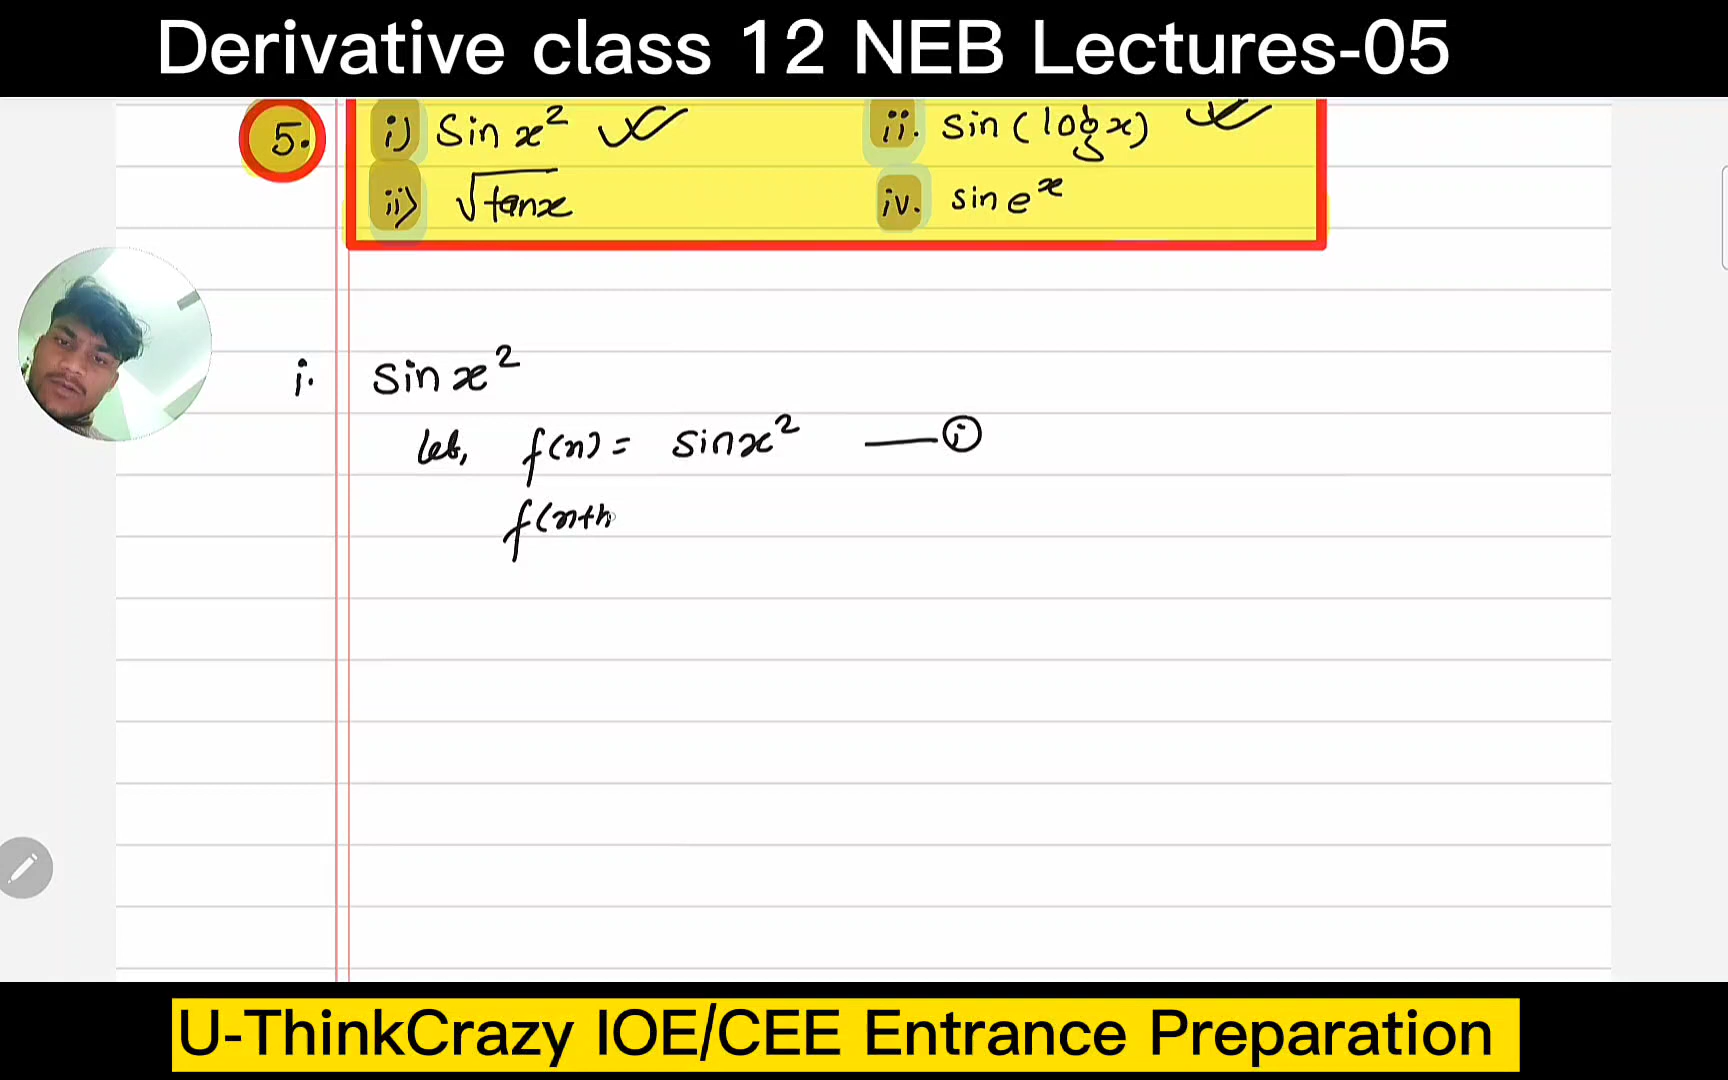 Derivative class 12 NEB Lectures-05
5. i) Sin x² ii. sin(log x)
ii) √tanx iv. sin eˣ
i. sin x²
let, f(x) = sinx² —— (i)
f(x+h
U-ThinkCrazy IOE/CEE Entrance Preparation